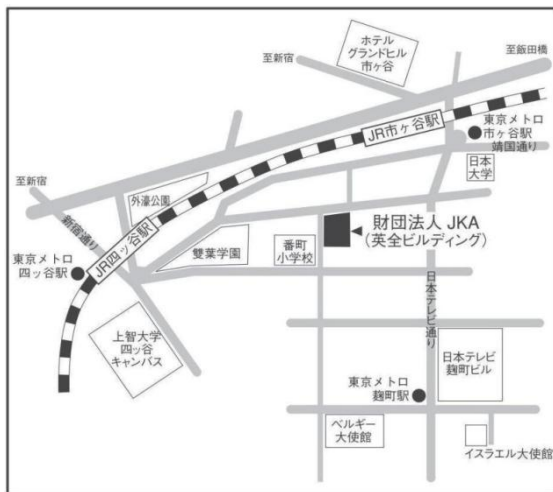 ホテル
グランドヒル
市ヶ谷
至飯田橋
至新宿
JR市ヶ谷駅
東京メトロ
市ヶ谷駅
靖国通り
日本
大学
至新宿
外濠公園
新宿通り
JR四ッ谷駅
東京メトロ
四ッ谷駅
雙葉学園
番町
小学校
財団法人 JKA
(英全ビルディング)
上智大学
四ッ谷
キャンパス
日本テレビ通り
日本テレビ
麹町ビル
東京メトロ
麹町駅
ベルギー
大使館
イスラエル大使館